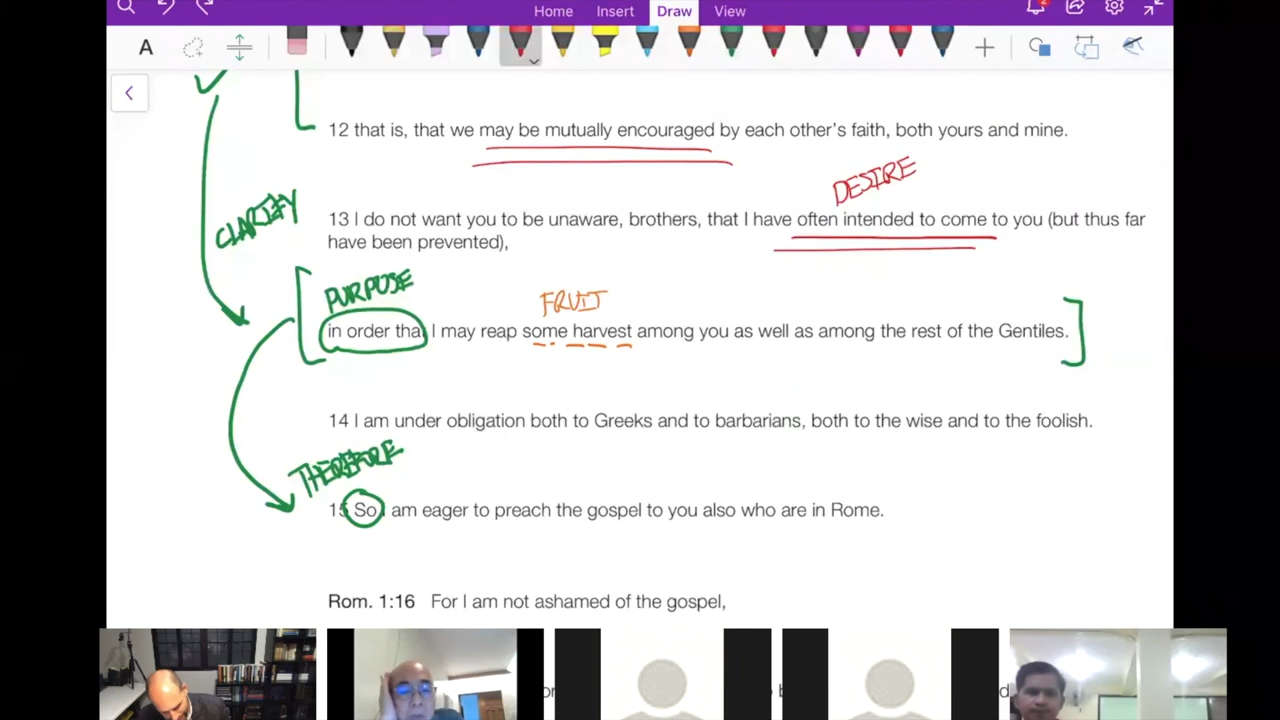 Home Insert Draw View
A
12 that is, that we may be mutually encouraged by each other's faith, both yours and mine.
DESIRE
CLARIFY
13 I do not want you to be unaware, brothers, that I have often intended to come to you (but thus far
have been prevented),
PURPOSE
FRUIT
in order that I may reap some harvest among you as well as among the rest of the Gentiles.
14 I am under obligation both to Greeks and to barbarians, both to the wise and to the foolish.
THEREFORE
15 So I am eager to preach the gospel to you also who are in Rome.
Rom. 1:16 For I am not ashamed of the gospel,